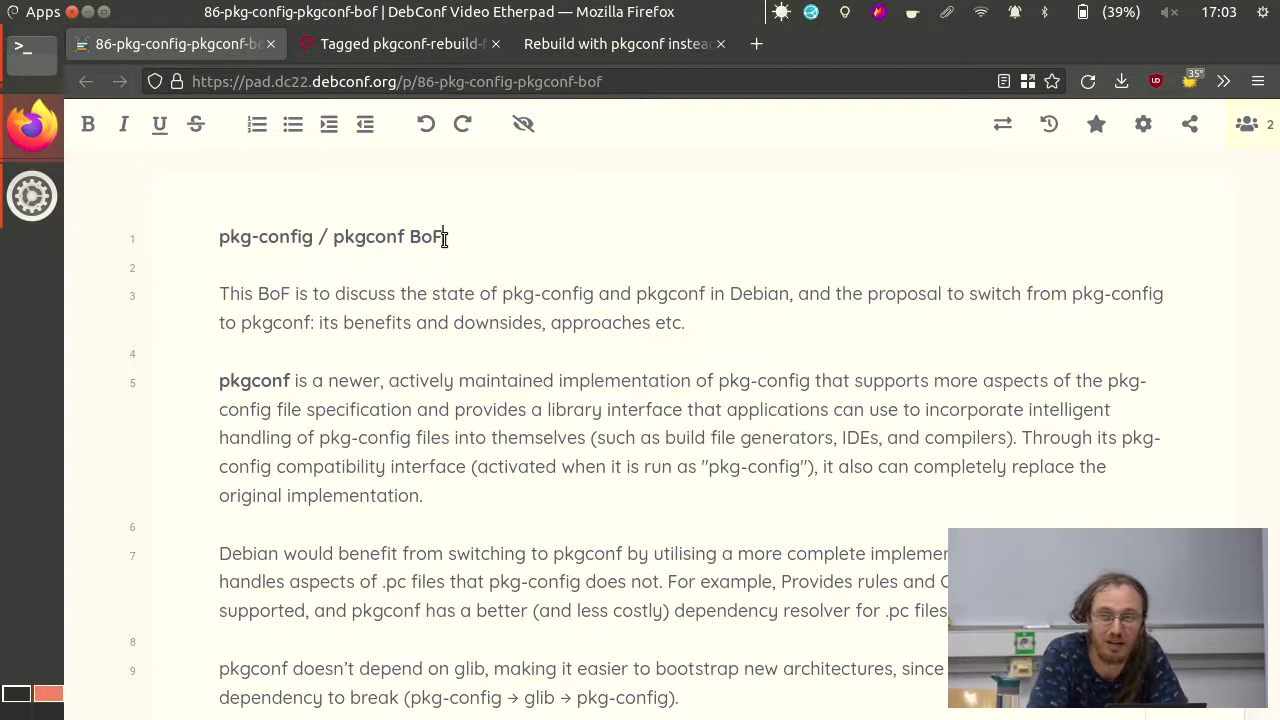 Apps
86-pkg-config-pkgconf-bof | DebConf Video Etherpad — Mozilla Firefox
(39%)
17:03
86-pkg-config-pkgconf-b
Tagged pkgconf-rebuild-f
Rebuild with pkgconf instea
https://pad.dc22.debconf.org/p/86-pkg-config-pkgconf-bof
35°
B I U S
2
1 pkg-config / pkgconf BoF
2
3 This BoF is to discuss the state of pkg-config and pkgconf in Debian, and the proposal to switch from pkg-config
to pkgconf: its benefits and downsides, approaches etc.
4
5 pkgconf is a newer, actively maintained implementation of pkg-config that supports more aspects of the pkg-
config file specification and provides a library interface that applications can use to incorporate intelligent
handling of pkg-config files into themselves (such as build file generators, IDEs, and compilers). Through its pkg-
config compatibility interface (activated when it is run as "pkg-config"), it also can completely replace the
original implementation.
6
7 Debian would benefit from switching to pkgconf by utilising a more complete implemen
handles aspects of .pc files that pkg-config does not. For example, Provides rules and C
supported, and pkgconf has a better (and less costly) dependency resolver for .pc files
8
9 pkgconf doesn't depend on glib, making it easier to bootstrap new architectures, since
dependency to break (pkg-config → glib → pkg-config).